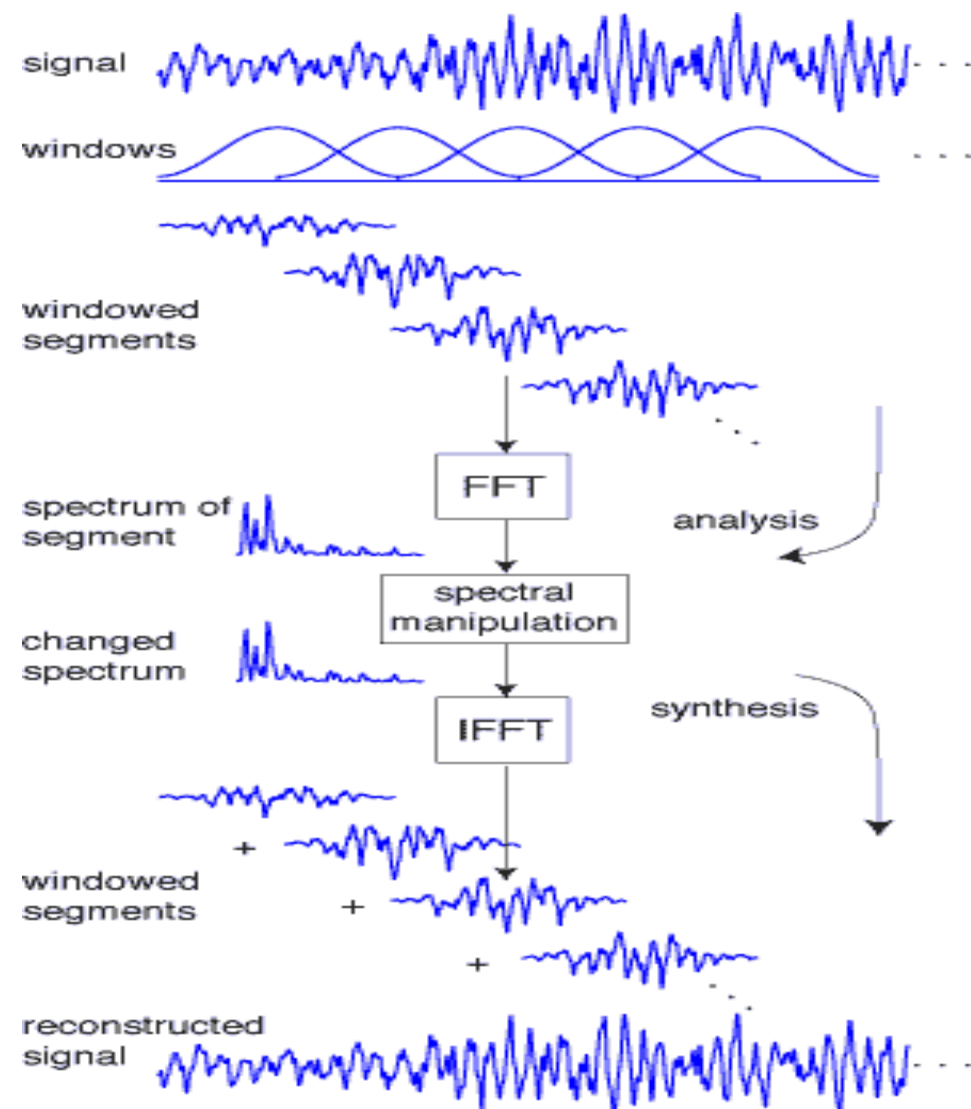 signal
windows
windowed
segments
FFT
spectrum of
segment
analysis
spectral
manipulation
changed
spectrum
synthesis
IFFT
+
windowed
segments
+
+
reconstructed
signal